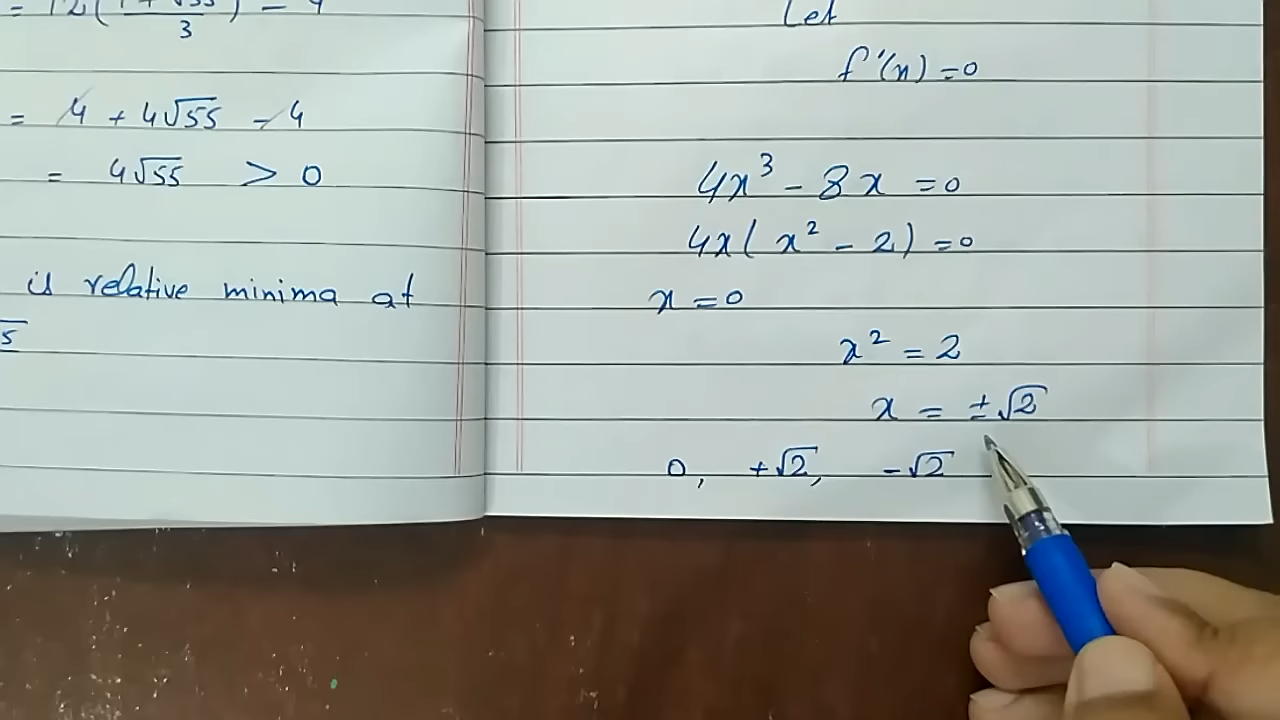 = 4 + 4√55 - 4
= 4√55 > 0
is relative minima at
Let
f'(x) = 0
4x³ - 8x = 0
4x( x² - 2) = 0
x = 0
x² = 2
x = ±√2
0, +√2, -√2